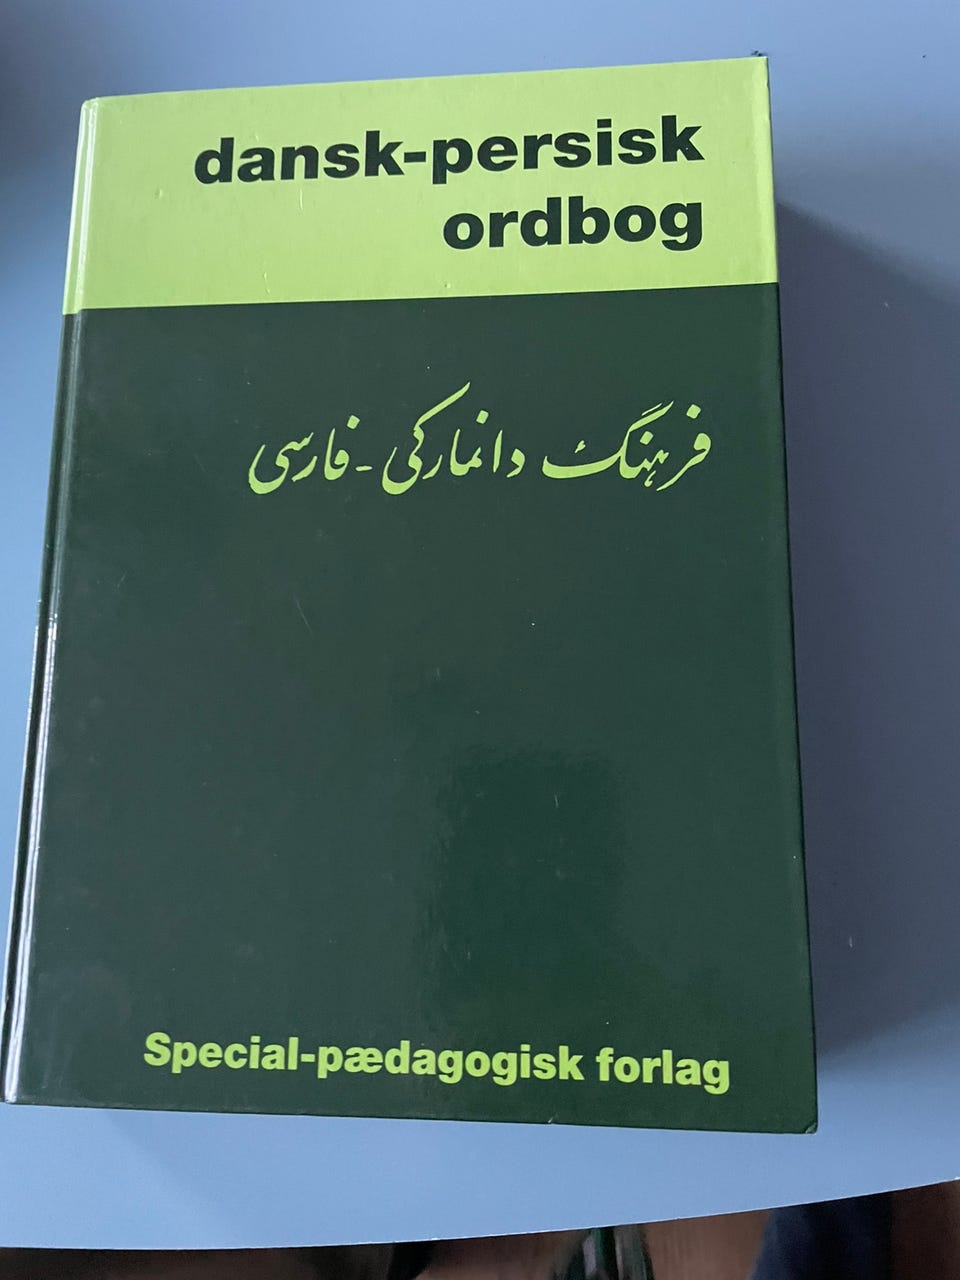 dansk-persisk
ordbog
فرهنگ دانمارکی - فارسی
Special-pædagogisk forlag